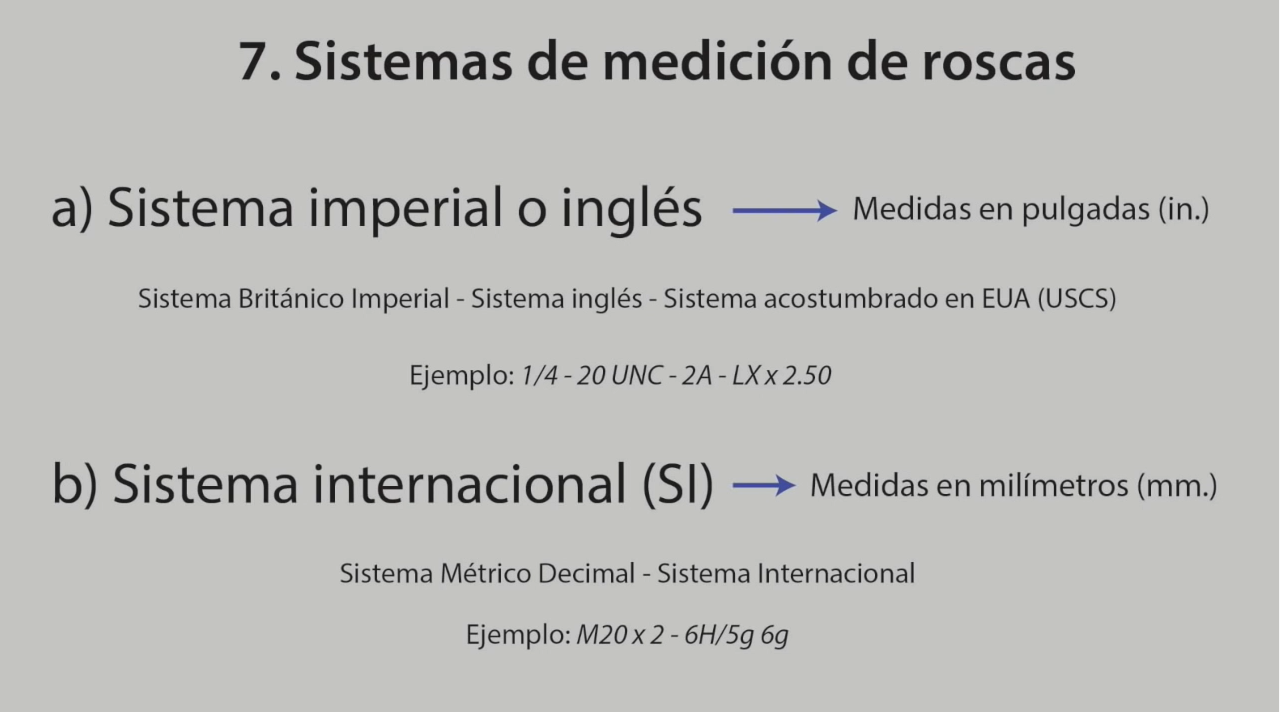 7. Sistemas de medición de roscas
a) Sistema imperial o inglés
Medidas en pulgadas (in.)
Sistema Británico Imperial - Sistema inglés - Sistema acostumbrado en EUA (USCS)
Ejemplo: 1/4 - 20 UNC - 2A - LX x 2.50
b) Sistema internacional (SI)
Medidas en milímetros (mm.)
Sistema Métrico Decimal - Sistema Internacional
Ejemplo: M20 x 2 - 6H/5g 6g